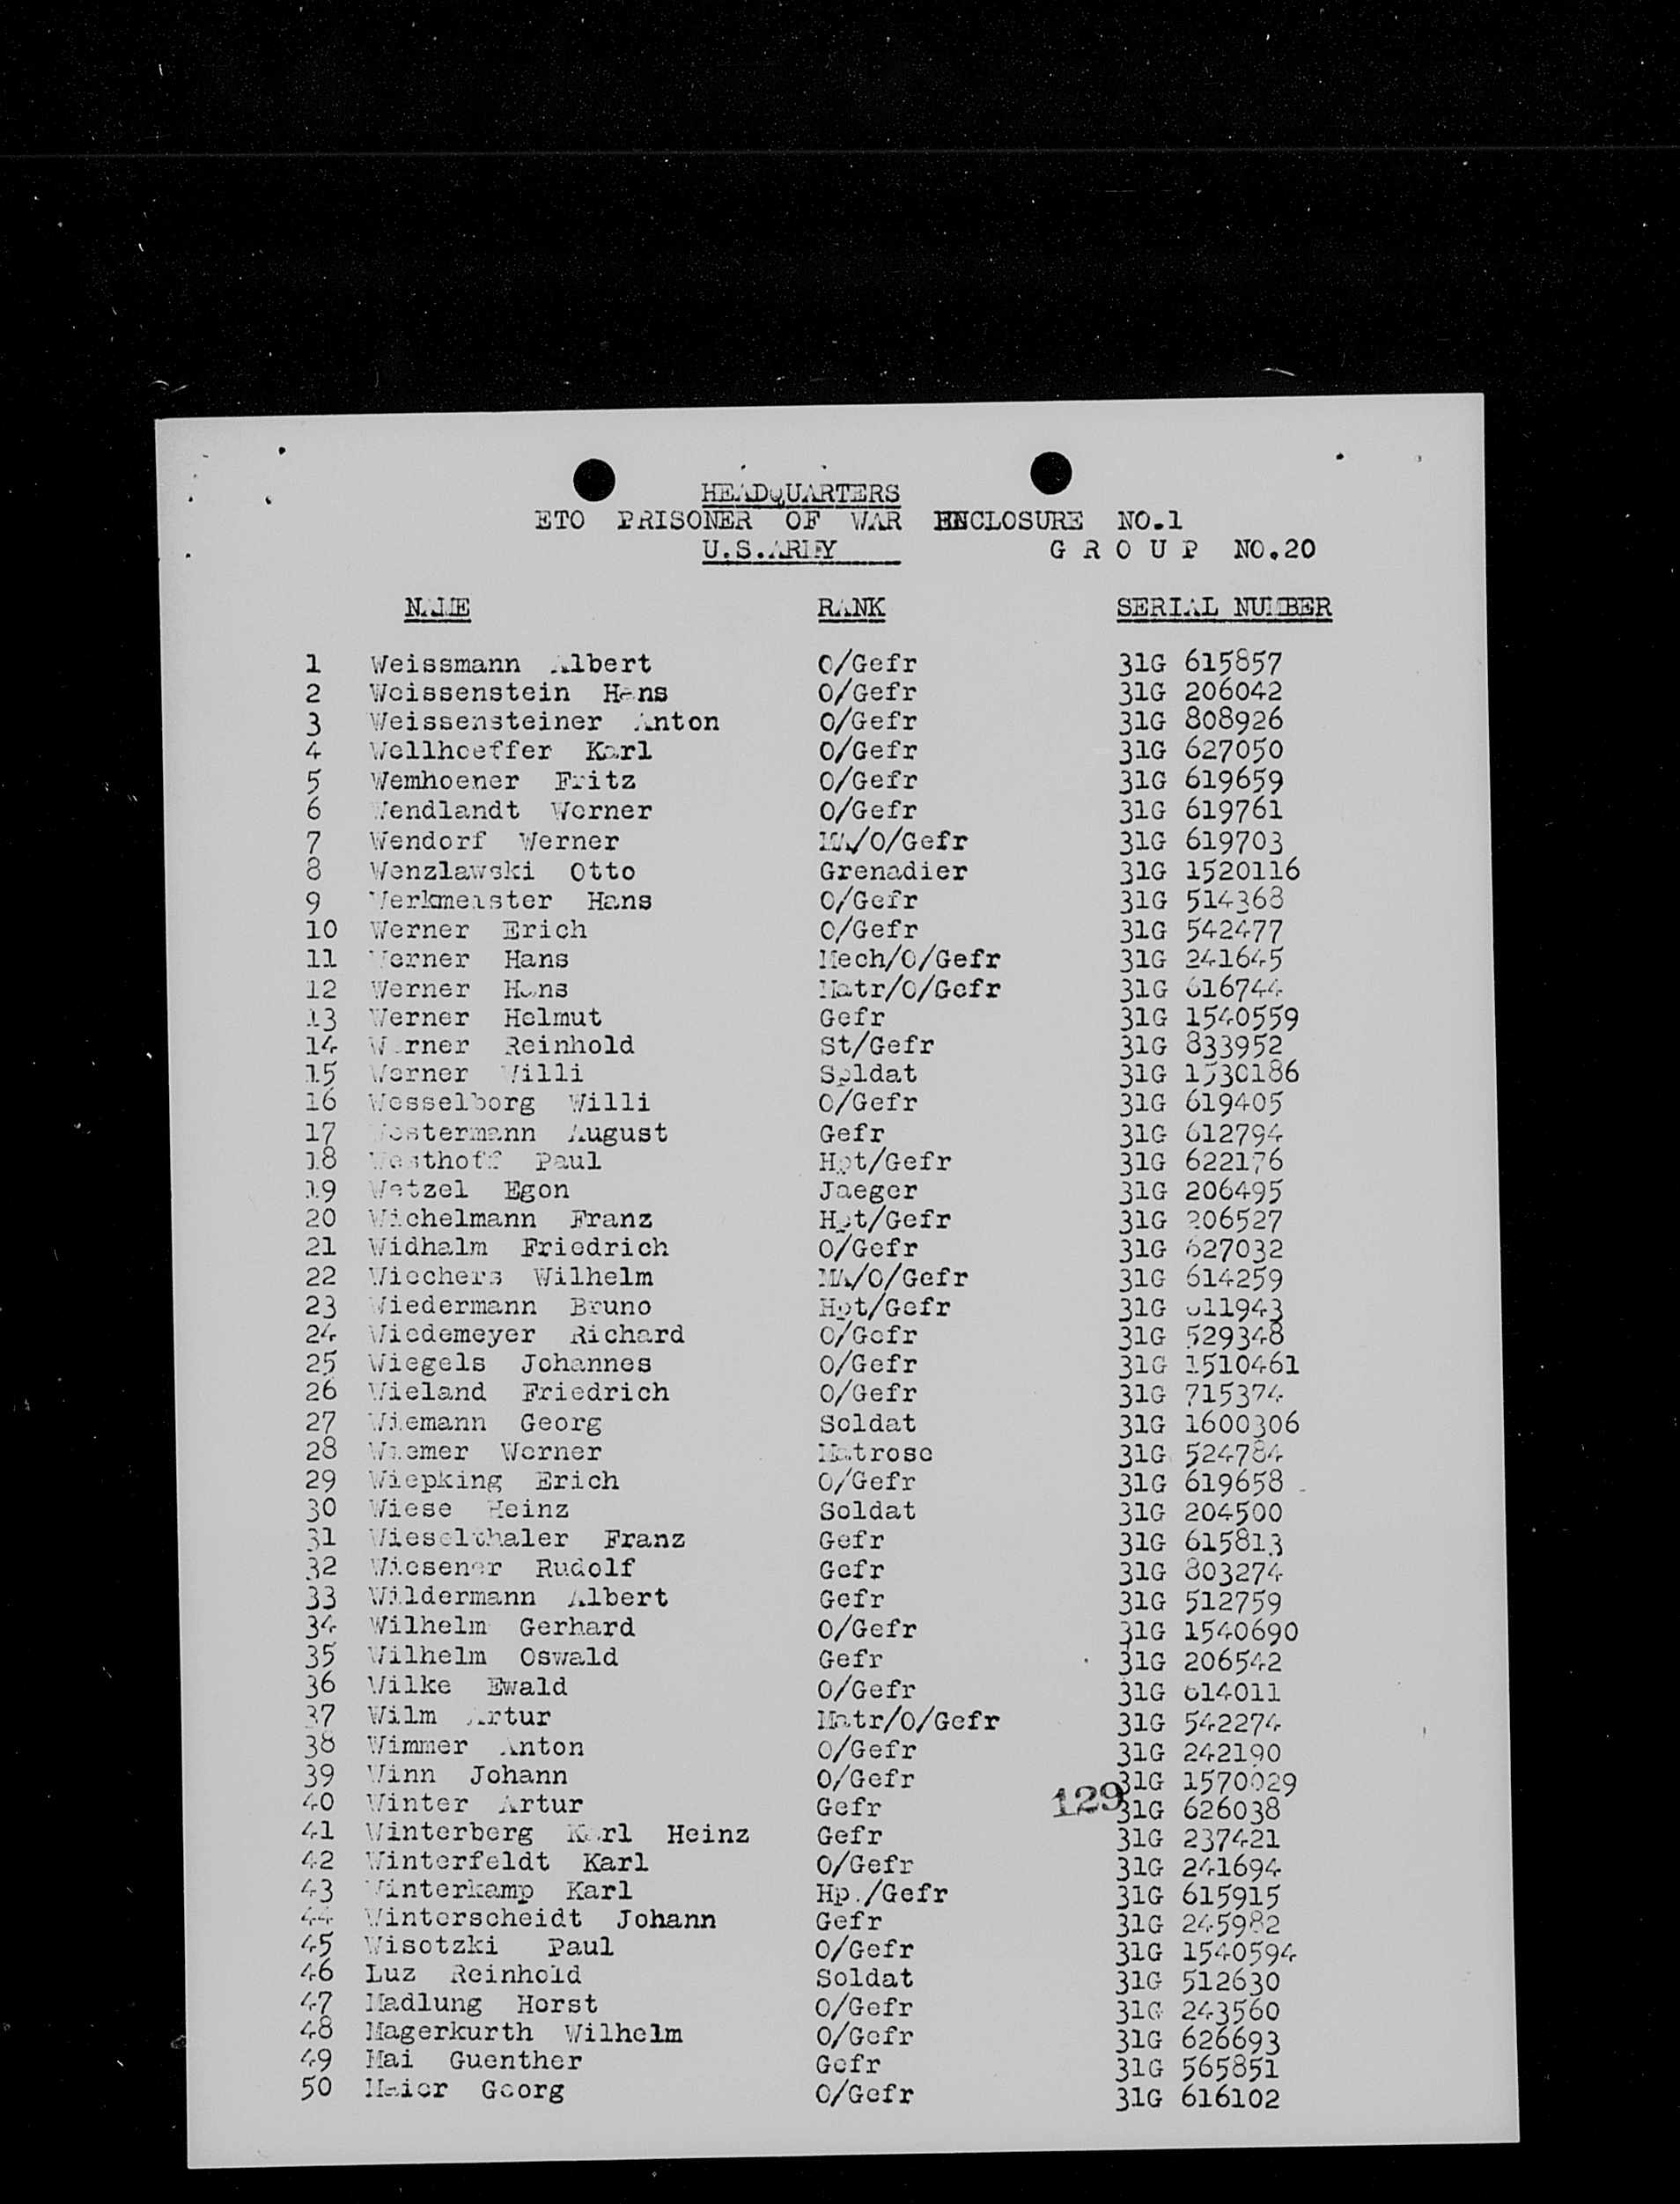 HEADQUARTERS
ETO PRISONER OF WAR ENCLOSURE NO.1
U.S.ARMY G R O U P NO.20
NAME RANK SERIAL NUMBER
1 Weissmann Albert O/Gefr 31G 615857
2 Weissenstein Hans O/Gefr 31G 206042
3 Weissensteiner Anton O/Gefr 31G 808926
4 Wellhoeffer Karl O/Gefr 31G 627050
5 Wemhoener Fritz O/Gefr 31G 619659
6 Wendlandt Werner O/Gefr 31G 619761
7 Wendorf Werner MA/O/Gefr 31G 619703
8 Wenzlawski Otto Grenadier 31G 1520116
9 Werkmeister Hans O/Gefr 31G 514368
10 Werner Erich O/Gefr 31G 542477
11 Werner Hans Mech/O/Gefr 31G 241645
12 Werner Hans Matr/O/Gefr 31G 616744
13 Werner Helmut Gefr 31G 1540559
14 Werner Reinhold St/Gefr 31G 833952
15 Werner Willi Soldat 31G 1530186
16 Wesselborg Willi O/Gefr 31G 619405
17 Westermann August Gefr 31G 612794
18 Westhoff Paul Hpt/Gefr 31G 622176
19 Wetzel Egon Jaeger 31G 206495
20 Wichelmann Franz Hpt/Gefr 31G 206527
21 Widhalm Friedrich O/Gefr 31G 627032
22 Wiechers Wilhelm MA/O/Gefr 31G 614259
23 Wiedermann Bruno Hpt/Gefr 31G 611943
24 Wiedemeyer Richard O/Gefr 31G 529348
25 Wiegels Johannes O/Gefr 31G 1510461
26 Wieland Friedrich O/Gefr 31G 715374
27 Wiemann Georg Soldat 31G 1600306
28 Wiemer Werner Matrose 31G 524784
29 Wiepking Erich O/Gefr 31G 619658
30 Wiese Heinz Soldat 31G 204500
31 Wieselthaler Franz Gefr 31G 615813
32 Wiesener Rudolf Gefr 31G 803274
33 Wildermann Albert Gefr 31G 512759
34 Wilhelm Gerhard O/Gefr 31G 1540690
35 Wilhelm Oswald Gefr 31G 206542
36 Wilke Ewald O/Gefr 31G 614011
37 Wilm Artur Matr/O/Gefr 31G 542274
38 Wimmer Anton O/Gefr 31G 242190
39 Winn Johann O/Gefr 31G 1570029
40 Winter Artur Gefr 129 31G 626038
41 Winterberg Karl Heinz Gefr 31G 237421
42 Winterfeldt Karl O/Gefr 31G 241694
43 Winterkamp Karl Hp./Gefr 31G 615915
44 Winterscheidt Johann Gefr 31G 245982
45 Wisotzki Paul O/Gefr 31G 1540594
46 Luz Reinhold Soldat 31G 512630
47 Madlung Horst O/Gefr 31G 243560
48 Magerkurth Wilhelm O/Gefr 31G 626693
49 Mai Guenther Gefr 31G 565851
50 Maier Georg O/Gefr 31G 616102